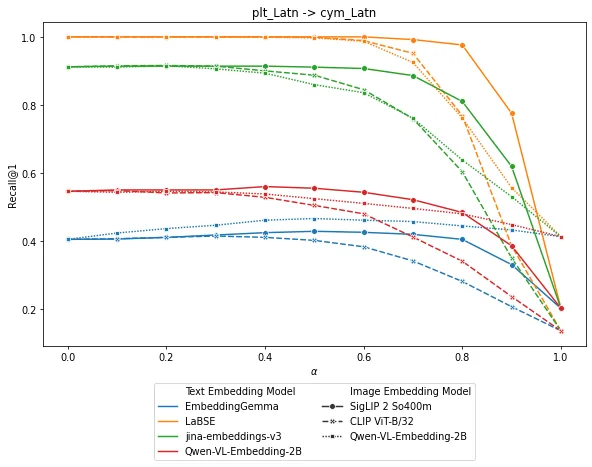 plt_Latn -> cym_Latn
Recall@1
1.0
0.8
0.6
0.4
0.2
0.0
0.2
0.4
0.6
0.8
1.0
α
Text Embedding Model
EmbeddingGemma
LaBSE
jina-embeddings-v3
Qwen-VL-Embedding-2B
Image Embedding Model
SigLIP 2 So400m
CLIP ViT-B/32
Qwen-VL-Embedding-2B